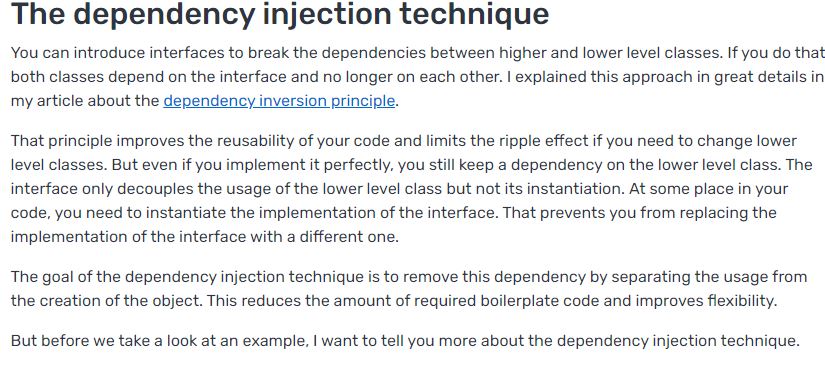 The dependency injection technique
You can introduce interfaces to break the dependencies between higher and lower level classes. If you do that
both classes depend on the interface and no longer on each other. I explained this approach in great details in
my article about the dependency inversion principle.
That principle improves the reusability of your code and limits the ripple effect if you need to change lower
level classes. But even if you implement it perfectly, you still keep a dependency on the lower level class. The
interface only decouples the usage of the lower level class but not its instantiation. At some place in your
code, you need to instantiate the implementation of the interface. That prevents you from replacing the
implementation of the interface with a different one.
The goal of the dependency injection technique is to remove this dependency by separating the usage from
the creation of the object. This reduces the amount of required boilerplate code and improves flexibility.
But before we take a look at an example, I want to tell you more about the dependency injection technique.